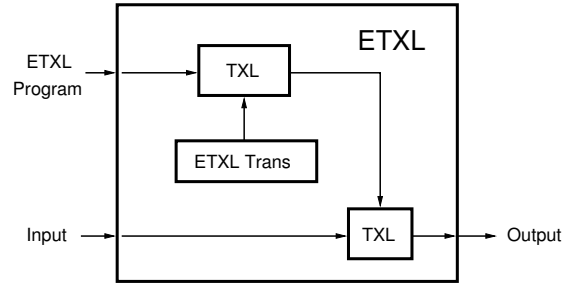 ETXL
ETXL
Program
TXL
ETXL Trans
Input
TXL
Output